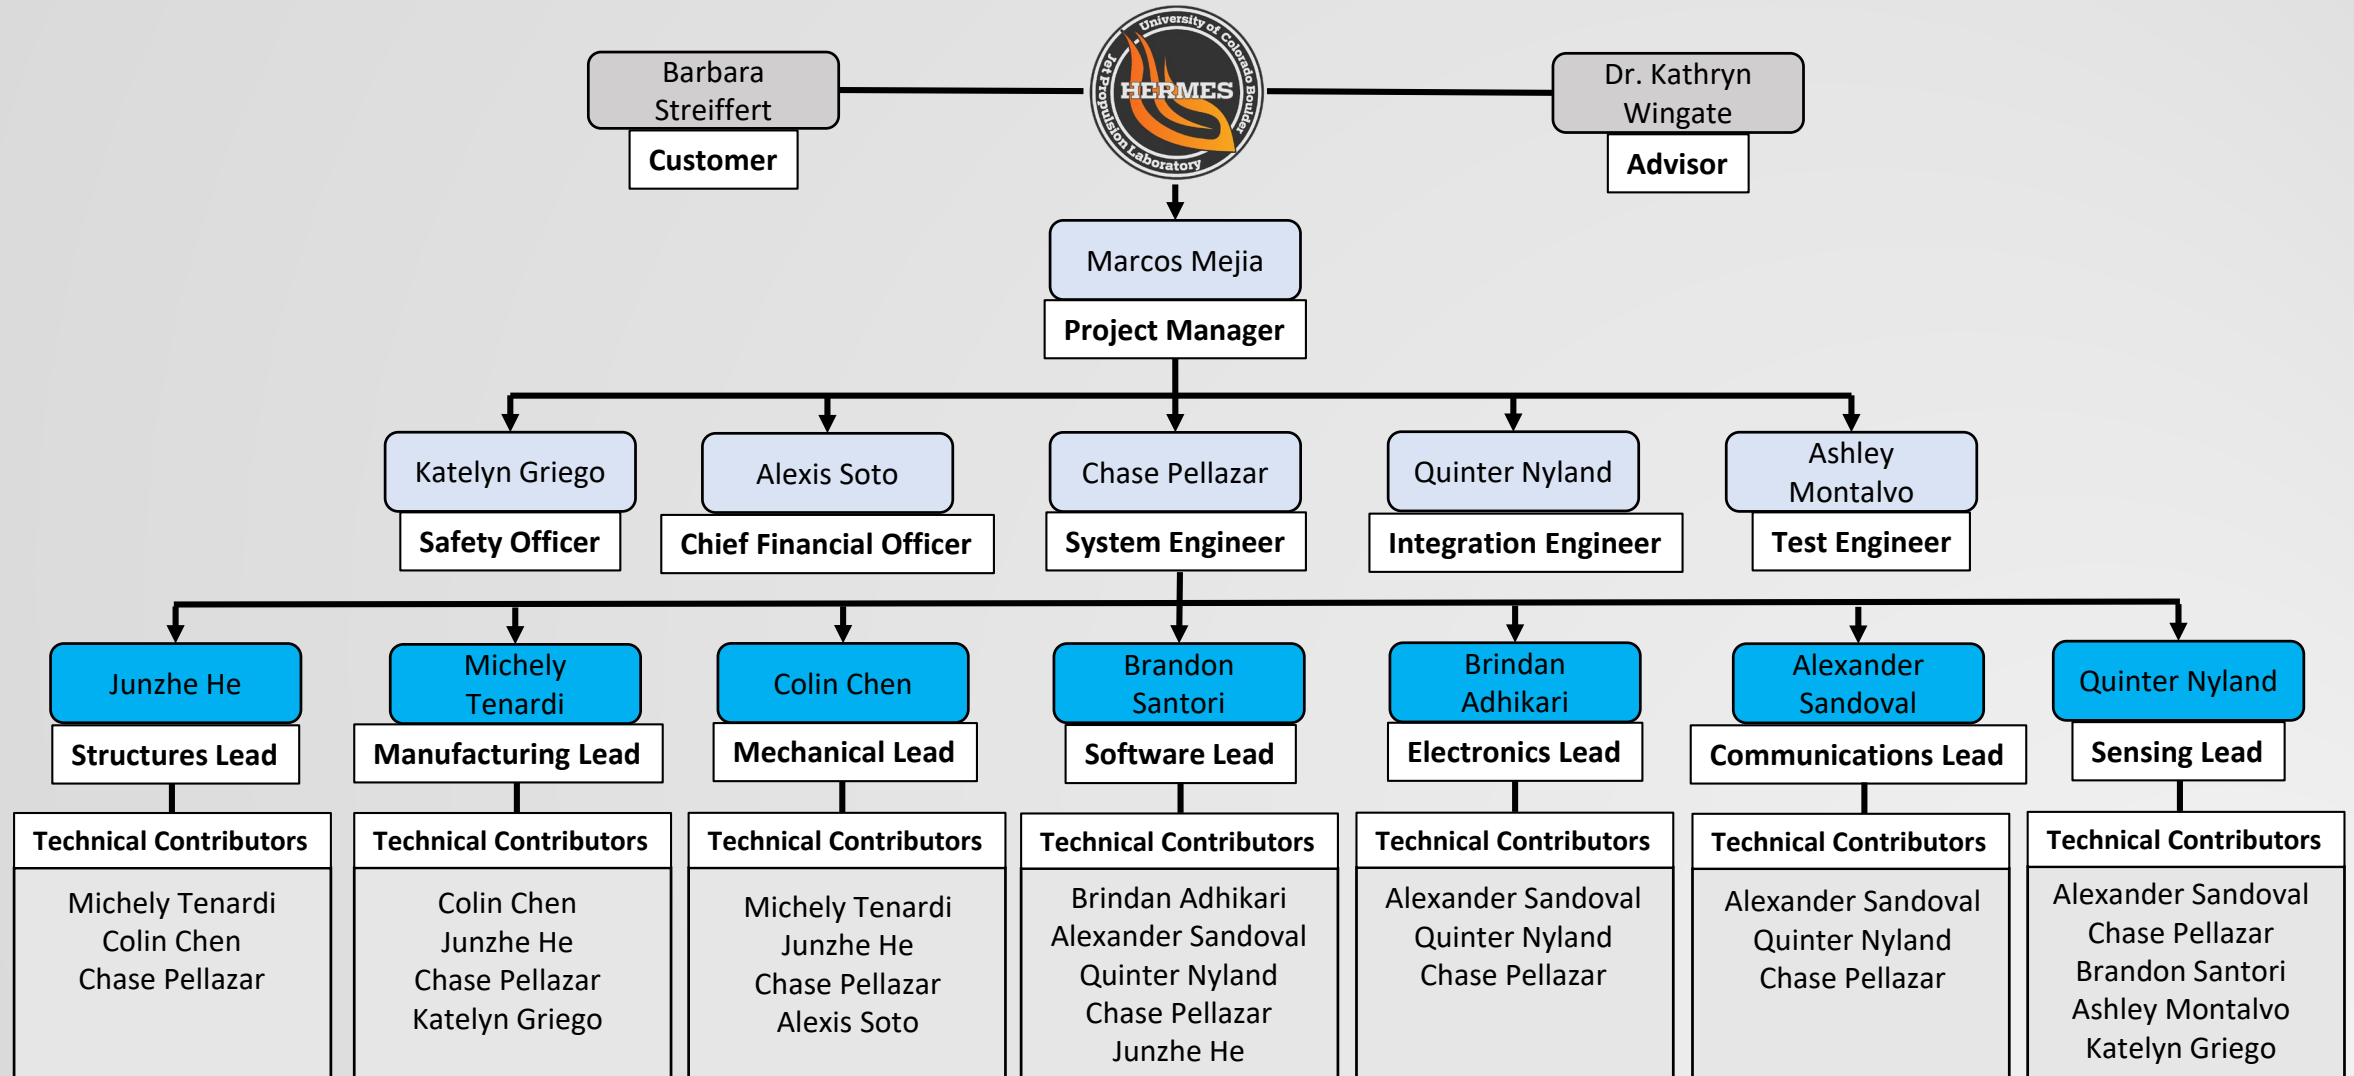 Barbara
Streiffert
Customer
University of Colorado Boulder
HERMES
Jet Propulsion Laboratory
Dr. Kathryn
Wingate
Advisor
Marcos Mejia
Project Manager
Katelyn Griego
Safety Officer
Alexis Soto
Chief Financial Officer
Chase Pellazar
System Engineer
Quinter Nyland
Integration Engineer
Ashley
Montalvo
Test Engineer
Junzhe He
Structures Lead
Technical Contributors
Michely Tenardi
Colin Chen
Chase Pellazar
Michely
Tenardi
Manufacturing Lead
Technical Contributors
Colin Chen
Junzhe He
Chase Pellazar
Katelyn Griego
Colin Chen
Mechanical Lead
Technical Contributors
Michely Tenardi
Junzhe He
Chase Pellazar
Alexis Soto
Brandon
Santori
Software Lead
Technical Contributors
Brindan Adhikari
Alexander Sandoval
Quinter Nyland
Chase Pellazar
Junzhe He
Brindan
Adhikari
Electronics Lead
Technical Contributors
Alexander Sandoval
Quinter Nyland
Chase Pellazar
Alexander
Sandoval
Communications Lead
Technical Contributors
Alexander Sandoval
Quinter Nyland
Chase Pellazar
Quinter Nyland
Sensing Lead
Technical Contributors
Alexander Sandoval
Chase Pellazar
Brandon Santori
Ashley Montalvo
Katelyn Griego